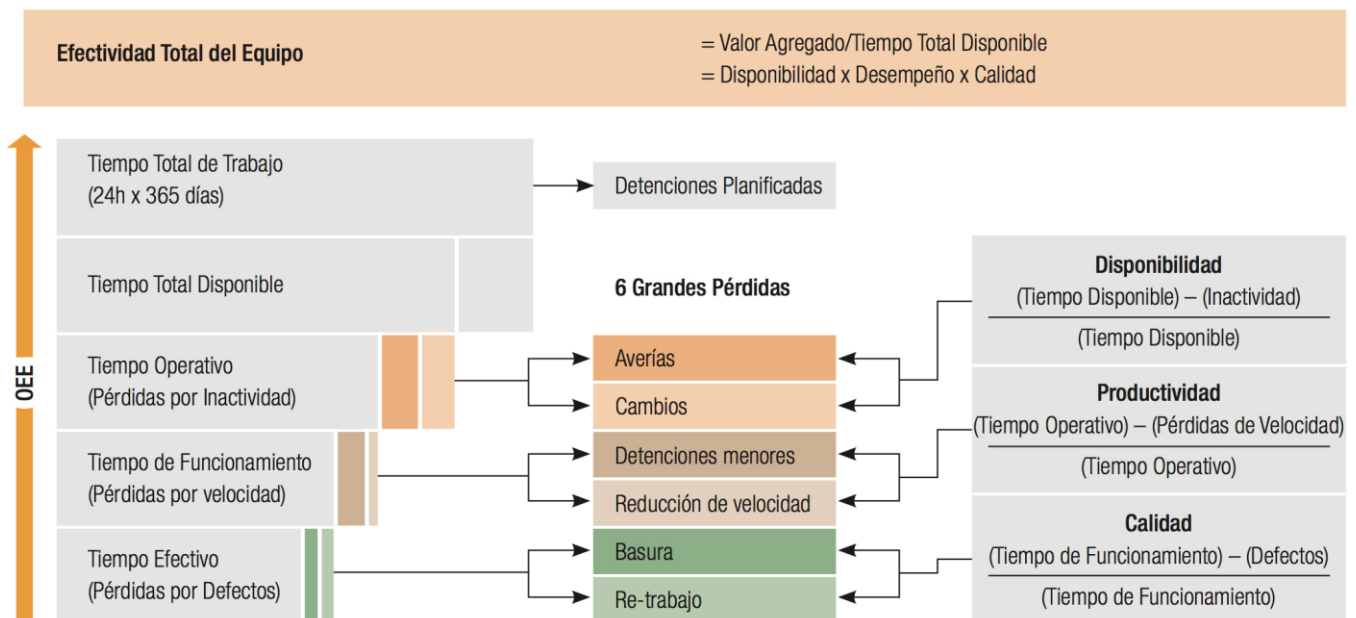 Efectividad Total del Equipo
= Valor Agregado/Tiempo Total Disponible
= Disponibilidad x Desempeño x Calidad
OEE
Tiempo Total de Trabajo
(24h x 365 días)
Detenciones Planificadas
Tiempo Total Disponible
6 Grandes Pérdidas
Tiempo Operativo
(Pérdidas por Inactividad)
Averías
Cambios
Tiempo de Funcionamiento
(Pérdidas por velocidad)
Detenciones menores
Reducción de velocidad
Tiempo Efectivo
(Pérdidas por Defectos)
Basura
Re-trabajo
Disponibilidad
(Tiempo Disponible) – (Inactividad)
(Tiempo Disponible)
Productividad
(Tiempo Operativo) – (Pérdidas de Velocidad)
(Tiempo Operativo)
Calidad
(Tiempo de Funcionamiento) – (Defectos)
(Tiempo de Funcionamiento)